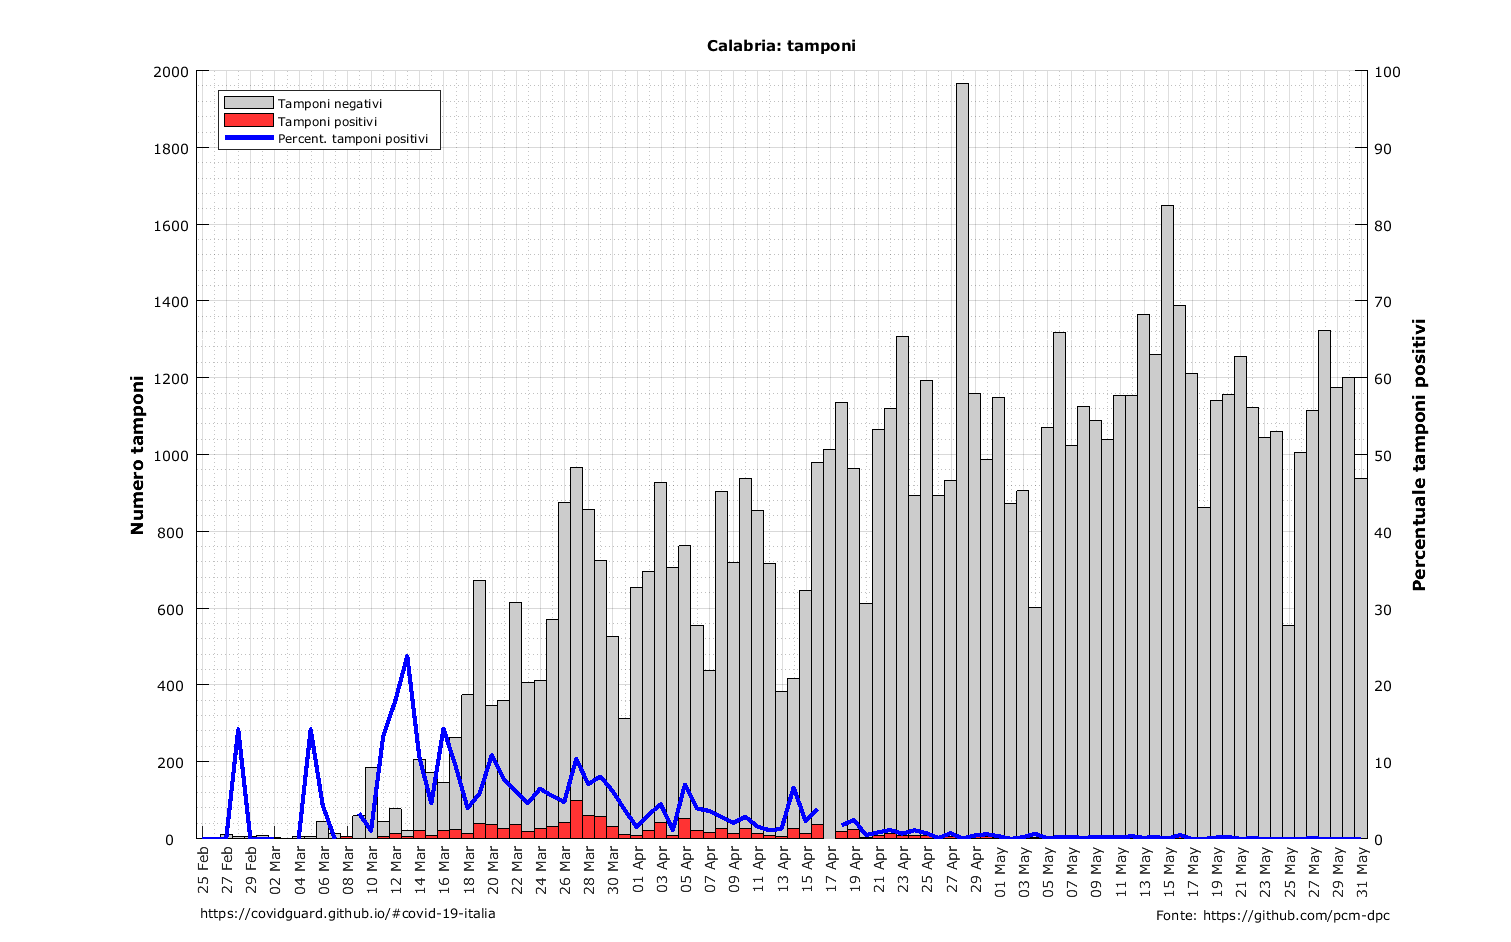 Calabria: tamponi
Tamponi negativi
Tamponi positivi
Percent. tamponi positivi
Numero tamponi
2000
1800
1600
1400
1200
1000
800
600
400
200
0
100
90
80
70
60
50
40
30
20
10
0
Percentuale tamponi positivi
25 Feb
27 Feb
29 Feb
02 Mar
04 Mar
06 Mar
08 Mar
10 Mar
12 Mar
14 Mar
16 Mar
18 Mar
20 Mar
22 Mar
24 Mar
26 Mar
28 Mar
30 Mar
01 Apr
03 Apr
05 Apr
07 Apr
09 Apr
11 Apr
13 Apr
15 Apr
17 Apr
19 Apr
21 Apr
23 Apr
25 Apr
27 Apr
29 Apr
01 May
03 May
05 May
07 May
09 May
11 May
13 May
15 May
17 May
19 May
21 May
23 May
25 May
27 May
29 May
31 May
https://covidguard.github.io/#covid-19-italia
Fonte: https://github.com/pcm-dpc